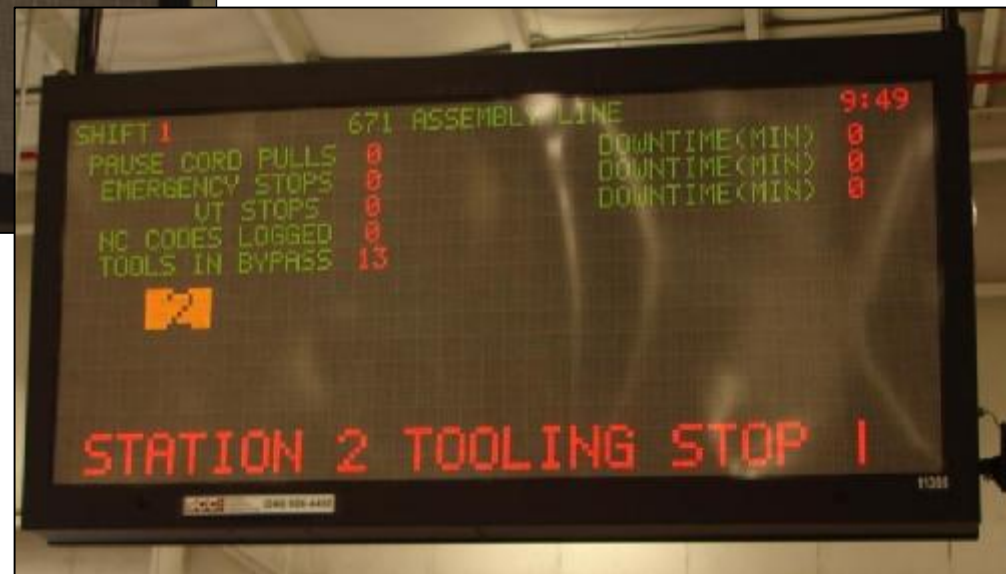 9:49
SHIFT 1 671 ASSEMBLY LINE
PAUSE CORD PULLS 0 DOWNTIME(MIN) 0
EMERGENCY STOPS 0 DOWNTIME(MIN) 0
VT STOPS 0 DOWNTIME(MIN) 0
NC CODES LOGGED 0
TOOLS IN BYPASS 13
2
STATION 2 TOOLING STOP |